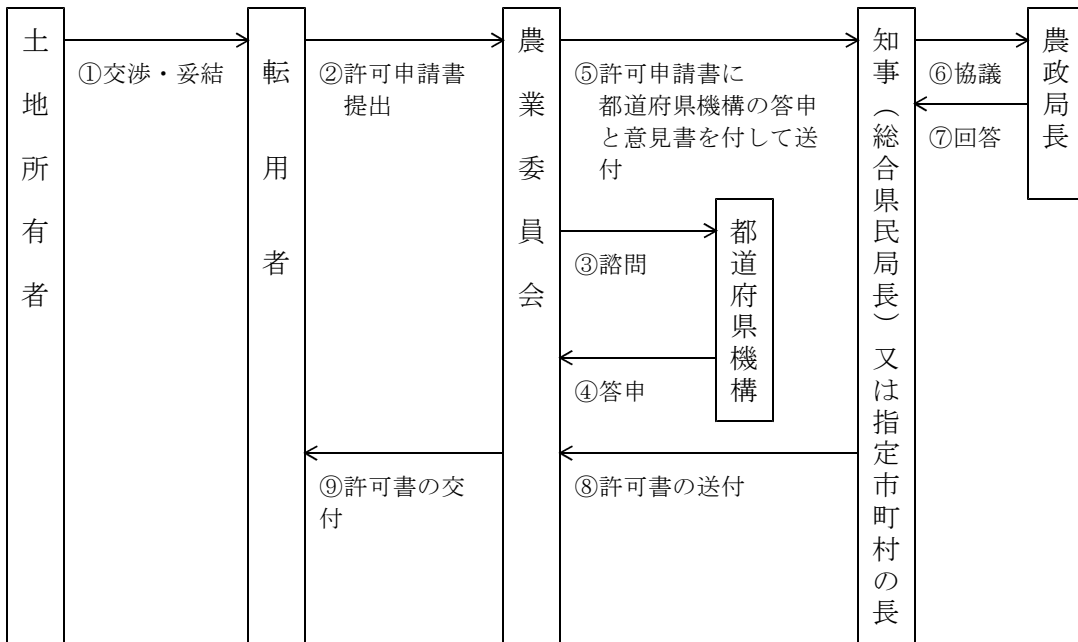 土地所有者
①交渉・妥結
転用者
②許可申請書
提出
農業委員会
⑤許可申請書に
都道府県機構の答申
と意見書を付して送
付
③諮問
④答申
都道府県機構
知事（総合県民局長）又は指定市町村の長
⑥協議
⑦回答
農政局長
⑨許可書の交
付
⑧許可書の送付